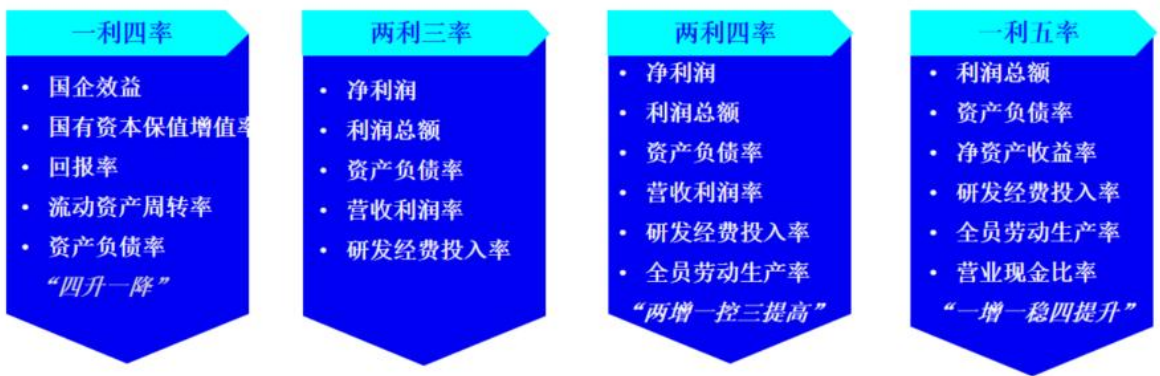 一利四率
• 国企效益
• 国有资本保值增值率
• 回报率
• 流动资产周转率
• 资产负债率
“四升一降”
两利三率
• 净利润
• 利润总额
• 资产负债率
• 营收利润率
• 研发经费投入率
两利四率
• 净利润
• 利润总额
• 资产负债率
• 营收利润率
• 研发经费投入率
• 全员劳动生产率
“两增一控三提高”
一利五率
• 利润总额
• 资产负债率
• 净资产收益率
• 研发经费投入率
• 全员劳动生产率
• 营业现金比率
“一增一稳四提升”